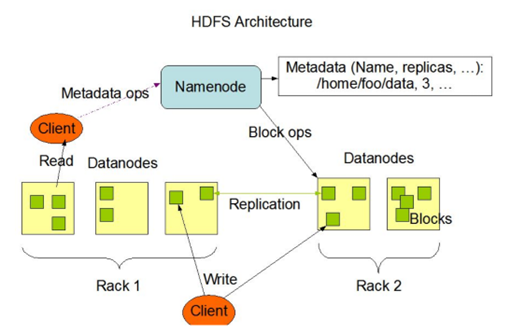 HDFS Architecture
Metadata (Name, replicas, ...):
/home/foo/data, 3, ...
Namenode
Metadata ops
Client
Block ops
Read
Datanodes
Datanodes
Replication
Blocks
Write
Rack 1
Rack 2
Client